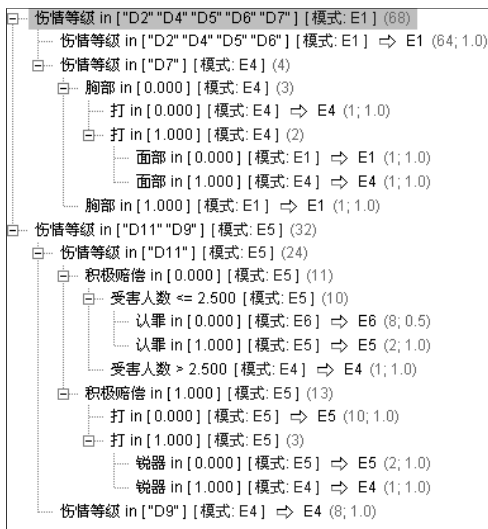 伤情等级 in ["D2" "D4" "D5" "D6" "D7"] [模式: E1] (68)
伤情等级 in ["D2" "D4" "D5" "D6"] [模式: E1] ⇨ E1 (64; 1.0)
伤情等级 in ["D7"] [模式: E4] (4)
胸部 in [0.000] [模式: E4] (3)
打 in [0.000] [模式: E4] ⇨ E4 (1; 1.0)
打 in [1.000] [模式: E4] (2)
面部 in [0.000] [模式: E1] ⇨ E1 (1; 1.0)
面部 in [1.000] [模式: E4] ⇨ E4 (1; 1.0)
胸部 in [1.000] [模式: E1] ⇨ E1 (1; 1.0)
伤情等级 in ["D11" "D9"] [模式: E5] (32)
伤情等级 in ["D11"] [模式: E5] (24)
积极赔偿 in [0.000] [模式: E5] (11)
受害人数 <= 2.500 [模式: E5] (10)
认罪 in [0.000] [模式: E6] ⇨ E6 (8; 0.5)
认罪 in [1.000] [模式: E5] ⇨ E5 (2; 1.0)
受害人数 > 2.500 [模式: E4] ⇨ E4 (1; 1.0)
积极赔偿 in [1.000] [模式: E5] (13)
打 in [0.000] [模式: E5] ⇨ E5 (10; 1.0)
打 in [1.000] [模式: E5] (3)
锐器 in [0.000] [模式: E5] ⇨ E5 (2; 1.0)
锐器 in [1.000] [模式: E4] ⇨ E4 (1; 1.0)
伤情等级 in ["D9"] [模式: E4] ⇨ E4 (8; 1.0)